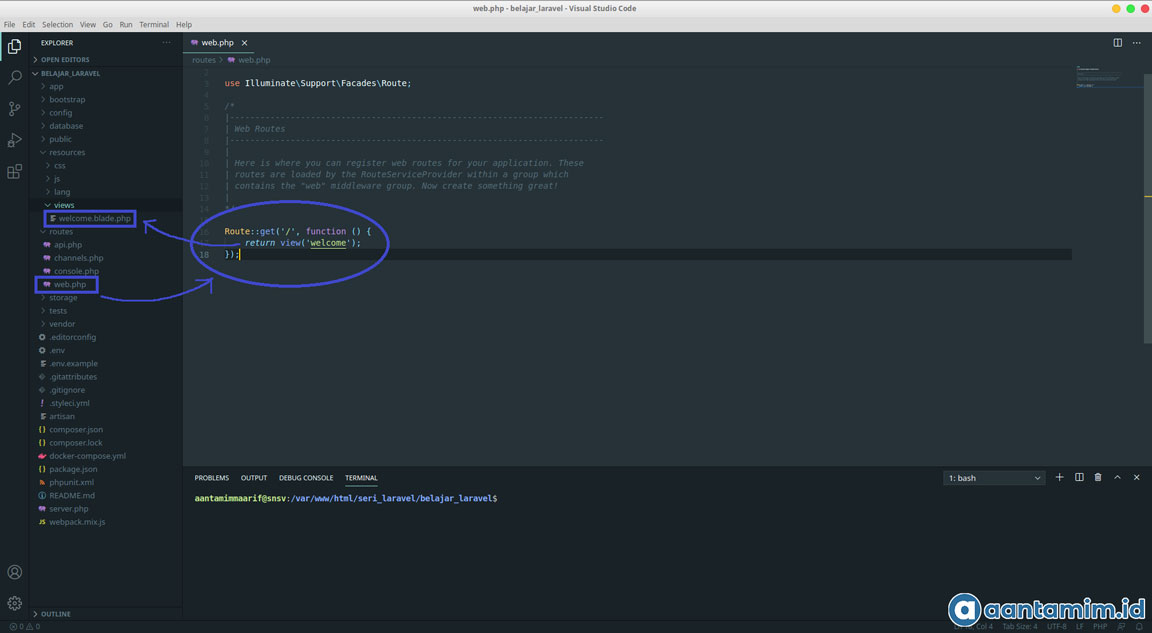 web.php - belajar_laravel - Visual Studio Code
File Edit Selection View Go Run Terminal Help
EXPLORER
OPEN EDITORS
BELAJAR_LARAVEL
app
bootstrap
config
database
public
resources
css
js
lang
views
welcome.blade.php
routes
api.php
channels.php
console.php
web.php
storage
tests
vendor
.editorconfig
.env
.env.example
.gitattributes
.gitignore
.styleci.yml
artisan
composer.json
composer.lock
docker-compose.yml
package.json
phpunit.xml
README.md
server.php
webpack.mix.js
OUTLINE
web.php
routes > web.php
2
3 use Illuminate\Support\Facades\Route;
4
5 /*
6 |--------------------------------------------------------------------------
7 | Web Routes
8 |--------------------------------------------------------------------------
9 |
10 | Here is where you can register web routes for your application. These
11 | routes are loaded by the RouteServiceProvider within a group which
12 | contains the "web" middleware group. Now create something great!
13 |
14
16 Route::get('/', function () {
return view('welcome');
18 });
PROBLEMS OUTPUT DEBUG CONSOLE TERMINAL
1: bash
aantamimmaarif@snsv:/var/www/html/seri_laravel/belajar_laravel$
aantamim.id
0 0
Col 4 Tab Size: 4 UTF-8 LF PHP